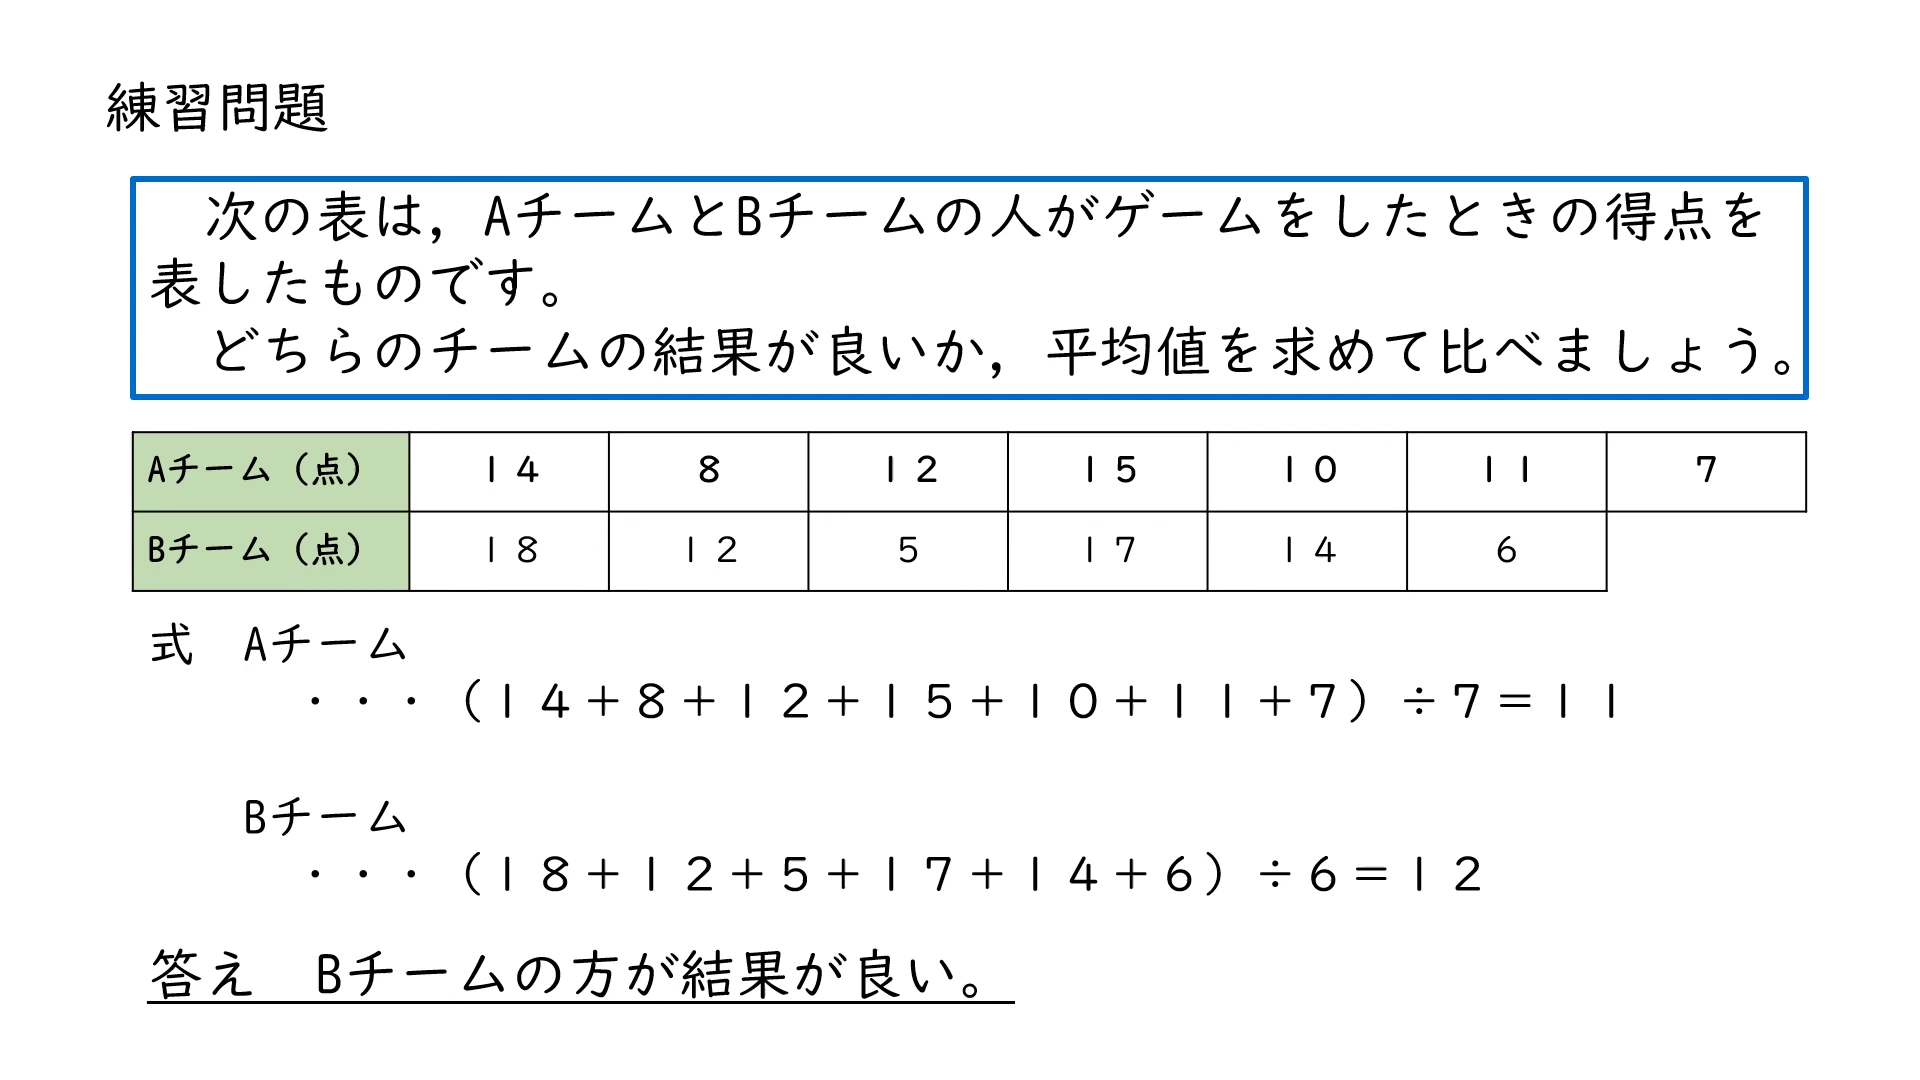 練習問題
　次の表は，AチームとBチームの人がゲームをしたときの得点を
表したものです。
　どちらのチームの結果が良いか，平均値を求めて比べましょう。
Aチーム（点）　１４　８　１２　１５　１０　１１　７
Bチーム（点）　１８　１２　５　１７　１４　６
式　Aチーム
・・・（１４＋８＋１２＋１５＋１０＋１１＋７）÷７＝１１
Bチーム
・・・（１８＋１２＋５＋１７＋１４＋６）÷６＝１２
答え　Bチームの方が結果が良い。